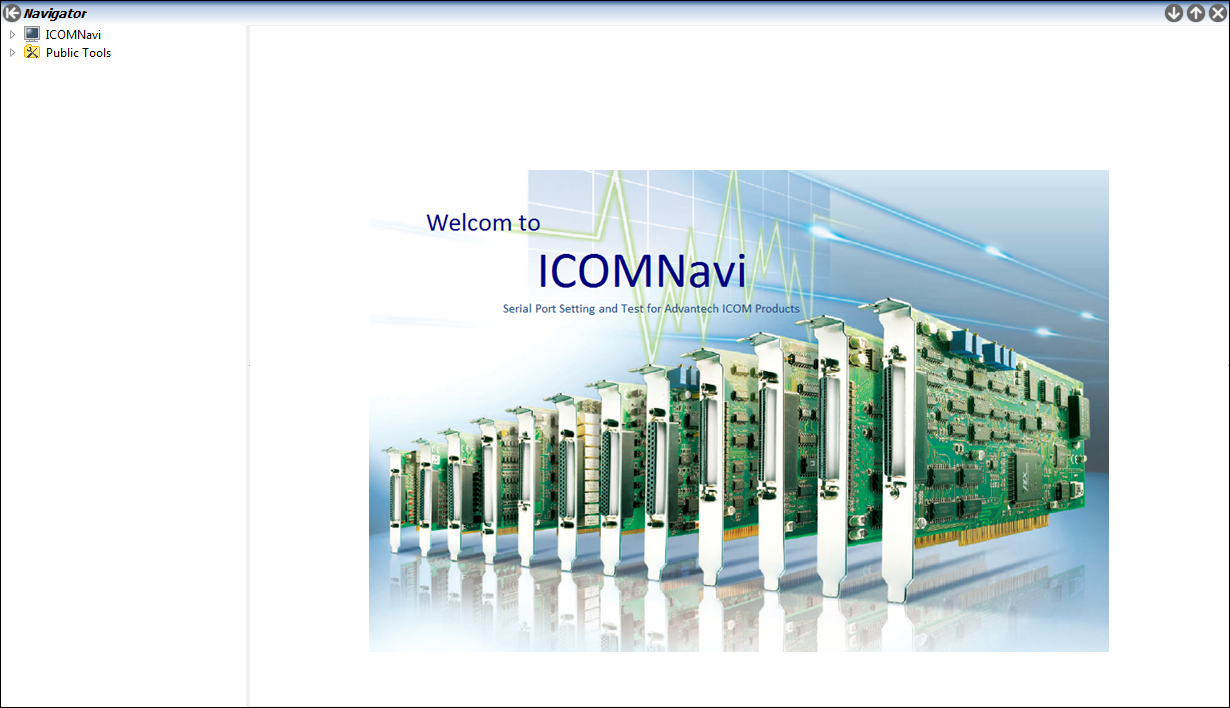 Navigator
ICOMNavi
Public Tools
Welcom to
ICOMNavi
Serial Port Setting and Test for Advantech ICOM Products